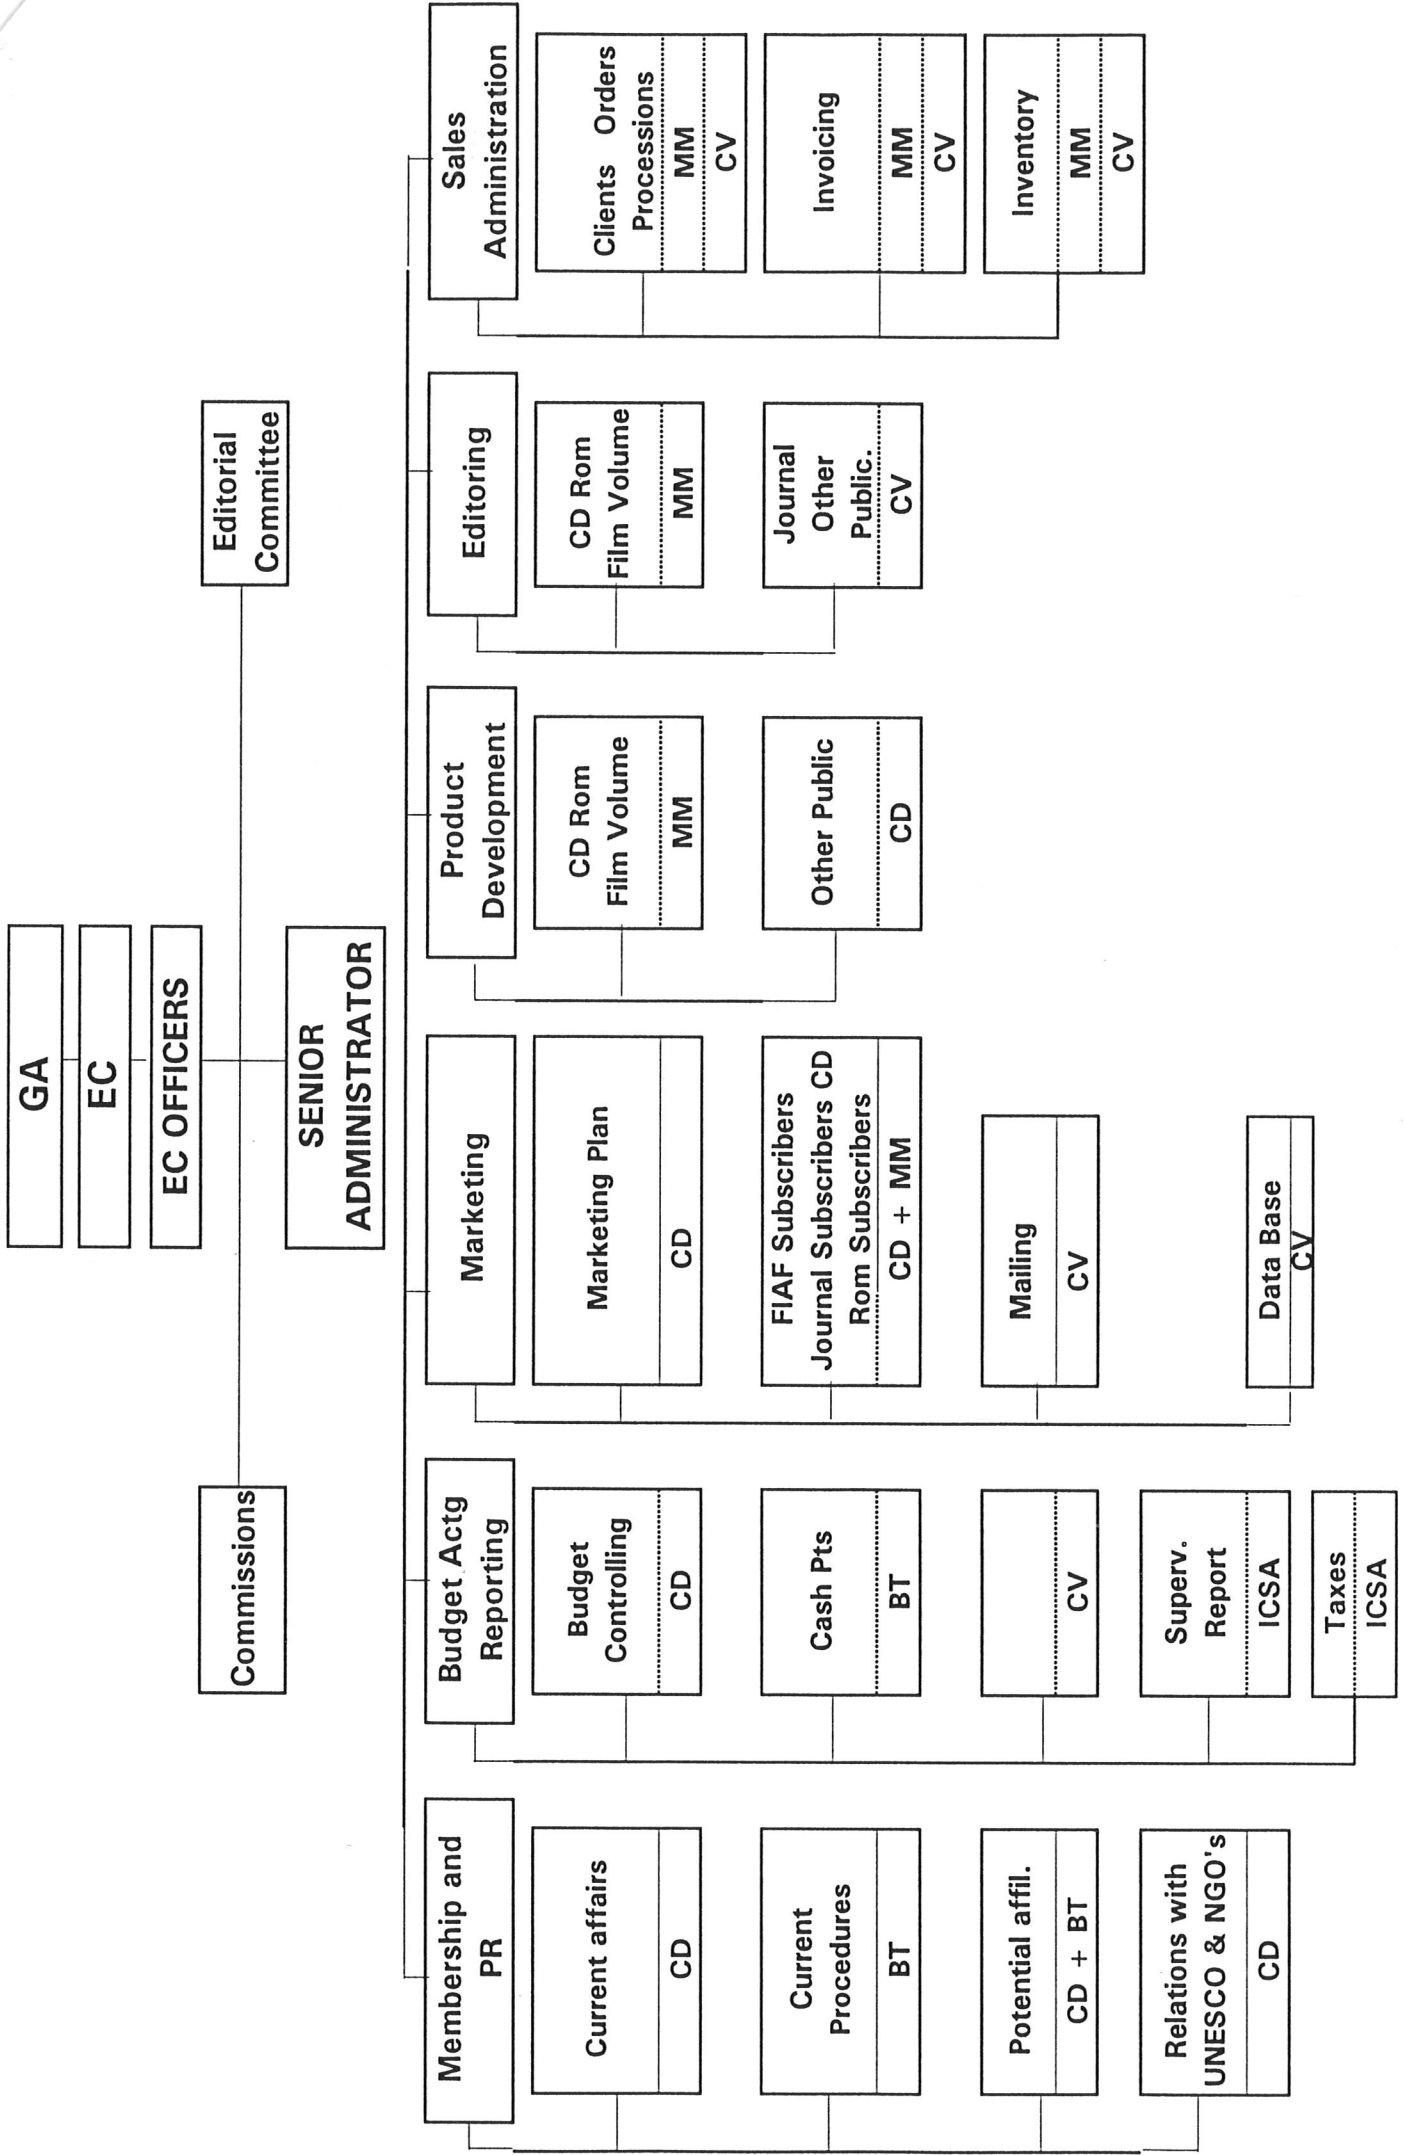 GA
EC
EC OFFICERS
Commissions
Editorial
Committee
SENIOR
ADMINISTRATOR
Membership and
PR
Current affairs
CD
Current
Procedures
BT
Potential affil.
CD + BT
Relations with
UNESCO & NGO's
CD
Budget Actg
Reporting
Budget
Controlling
CD
Cash Pts
BT
CV
Superv.
Report
ICSA
Taxes
ICSA
Marketing
Marketing Plan
CD
FIAF Subscribers
Journal Subscribers CD
Rom Subscribers
CD + MM
Mailing
CV
Data Base
CV
Product
Development
CD Rom
Film Volume
MM
Other Public
CD
Editoring
CD Rom
Film Volume
MM
Journal
Other
Public.
CV
Sales
Administration
Clients Orders
Processions
MM
CV
Invoicing
MM
CV
Inventory
MM
CV